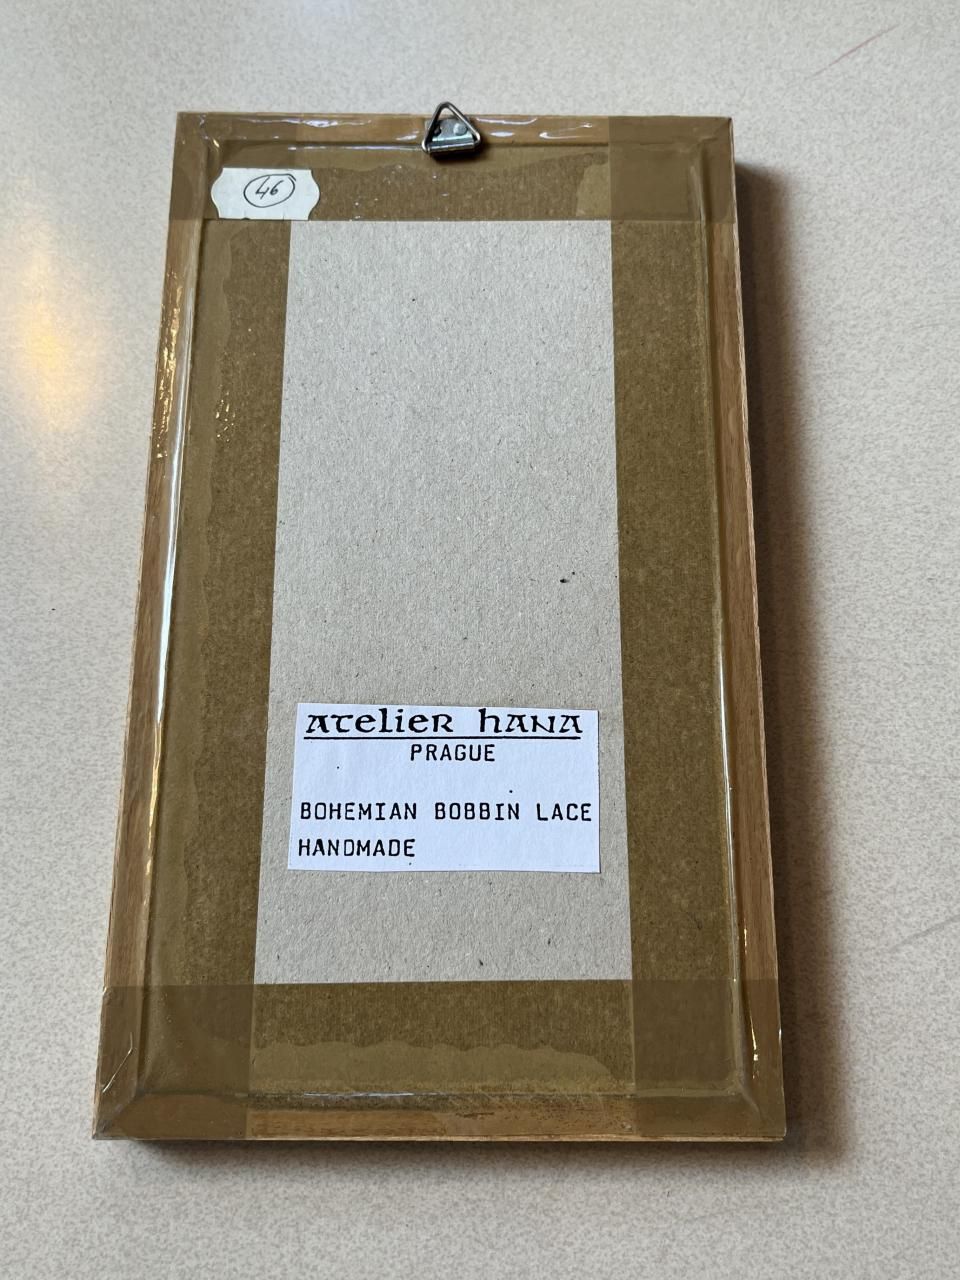 46
Atelier Hana
PRAGUE
BOHEMIAN BOBBIN LACE
HANDMADE